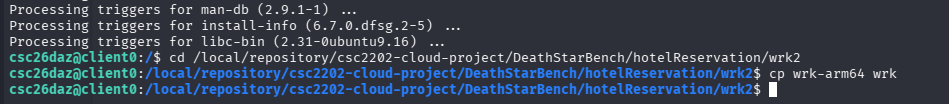 Processing triggers for man-db (2.9.1-1) ...
Processing triggers for install-info (6.7.0.dfsg.2-5) ...
Processing triggers for libc-bin (2.31-0ubuntu9.16) ...
csc26daz@client0:/$ cd /local/repository/csc2202-cloud-project/DeathStarBench/hotelReservation/wrk2
csc26daz@client0:/local/repository/csc2202-cloud-project/DeathStarBench/hotelReservation/wrk2$ cp wrk-arm64 wrk
csc26daz@client0:/local/repository/csc2202-cloud-project/DeathStarBench/hotelReservation/wrk2$